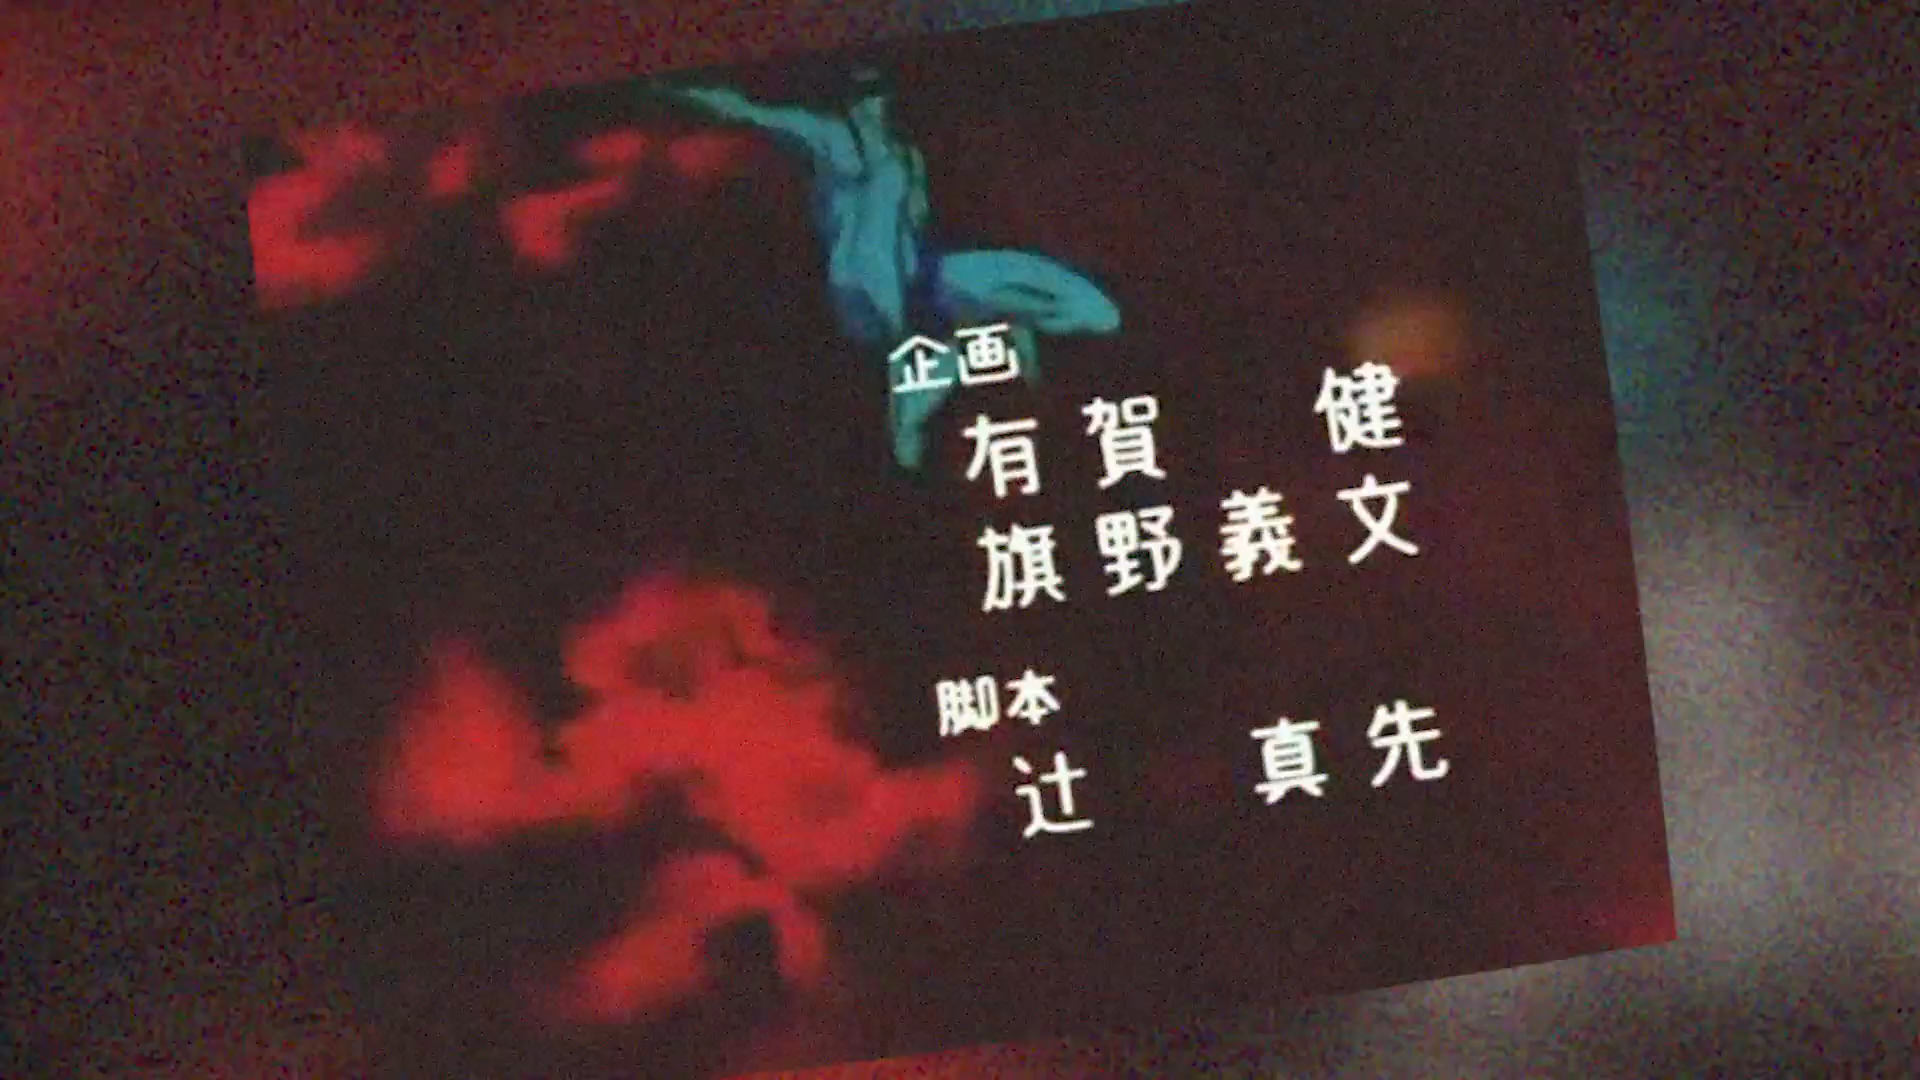 企画
有賀 健
旗野義文
脚本
辻 真先